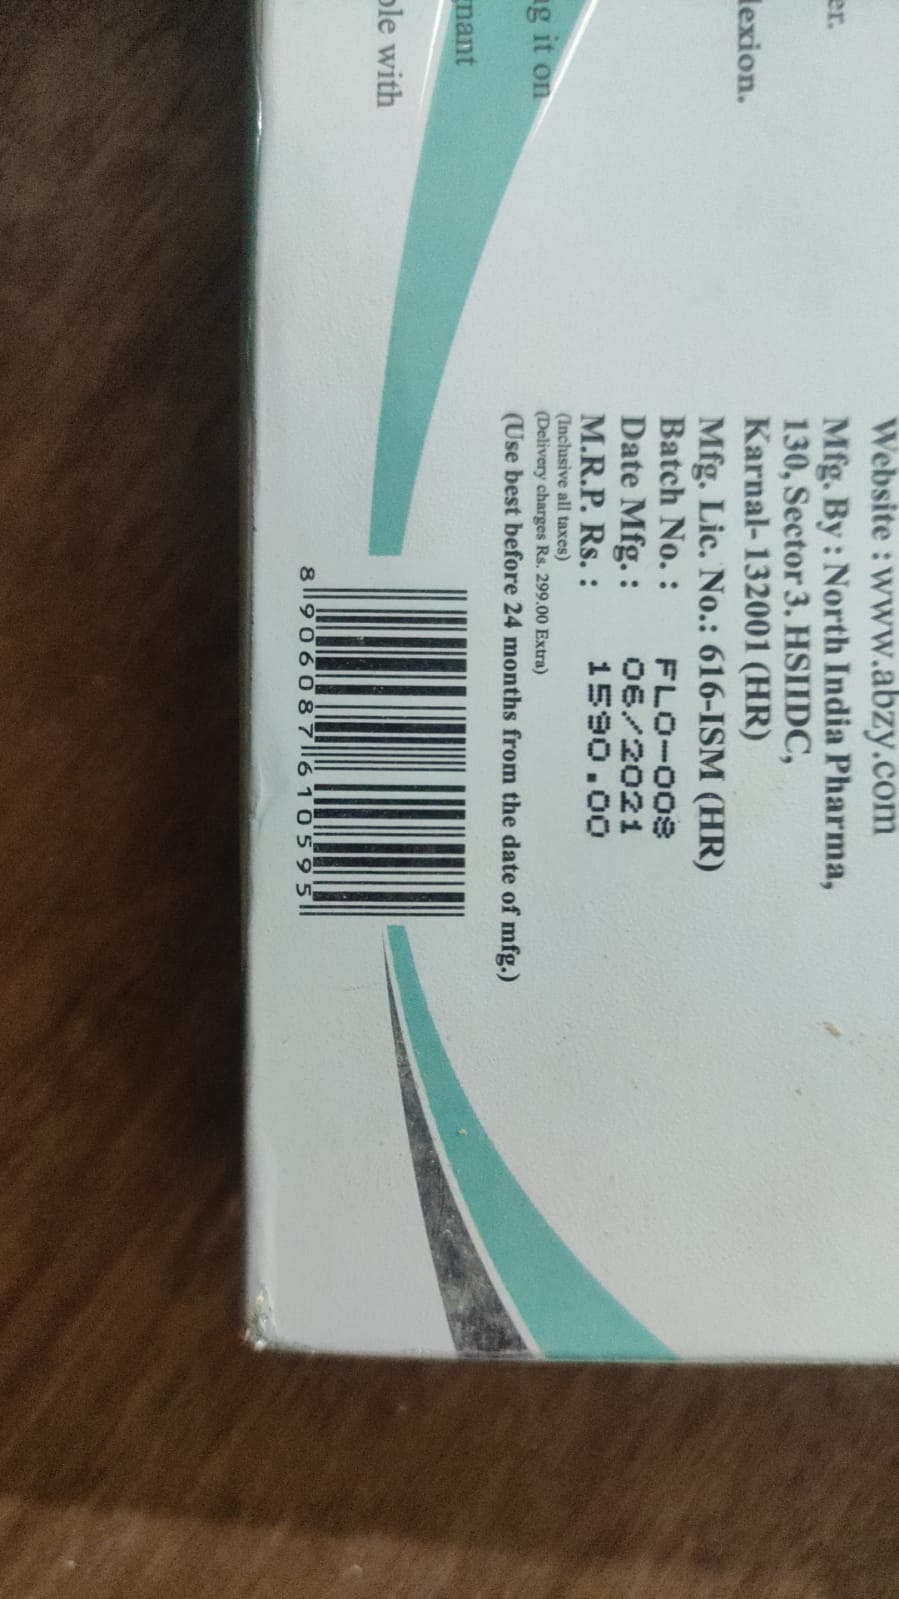 er.
lexion.
ng it on
gnant
ble with
Website : www.abzy.com
Mfg. By : North India Pharma,
130, Sector 3. HSIIDC,
Karnal- 132001 (HR)
Mfg. Lic. No.: 616-ISM (HR)
Batch No. : FLO-008
Date Mfg. : 06/2021
M.R.P. Rs. : 1590.00
(Inclusive all taxes)
(Delivery charges Rs. 299.00 Extra)
(Use best before 24 months from the date of mfg.)
8 906087 610595